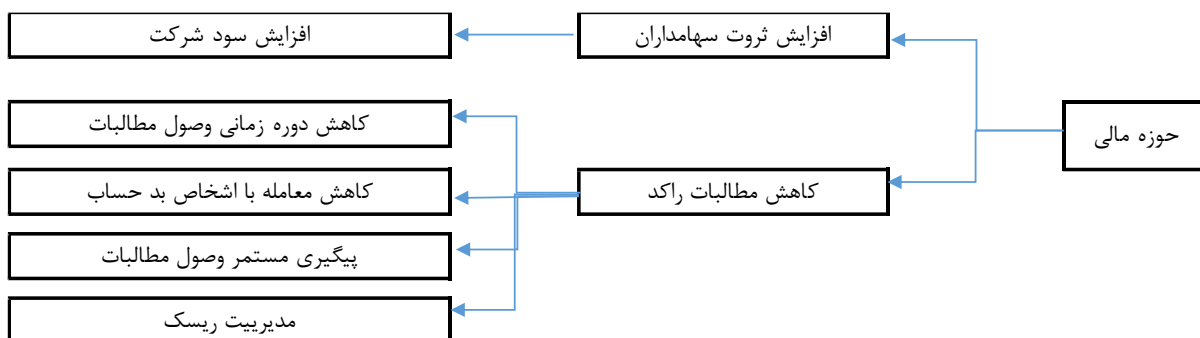 افزایش ثروت سهامداران
افزایش سود شرکت
حوزه مالی
کاهش دوره زمانی وصول مطالبات
کاهش مطالبات راکد
کاهش معامله با اشخاص بد حساب
پیگیری مستمر وصول مطالبات
مدیرییت ریسک